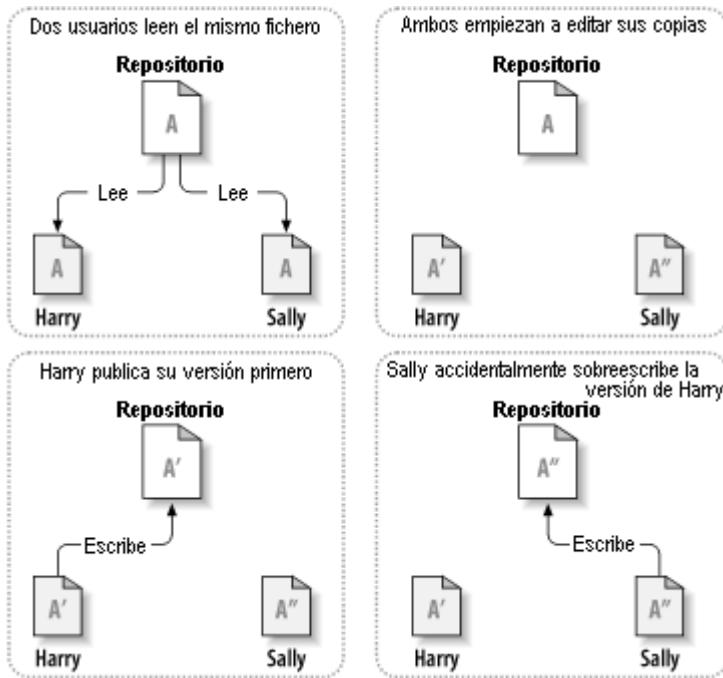 Dos usuarios leen el mismo fichero
Repositorio
A
Lee
Lee
A
A
Harry
Sally
Ambos empiezan a editar sus copias
Repositorio
A
A′
A″
Harry
Sally
Harry publica su versión primero
Repositorio
A′
Escribe
A′
A″
Harry
Sally
Sally accidentalmente sobreescribe la
versión de Harry
Repositorio
A″
Escribe
A′
A″
Harry
Sally